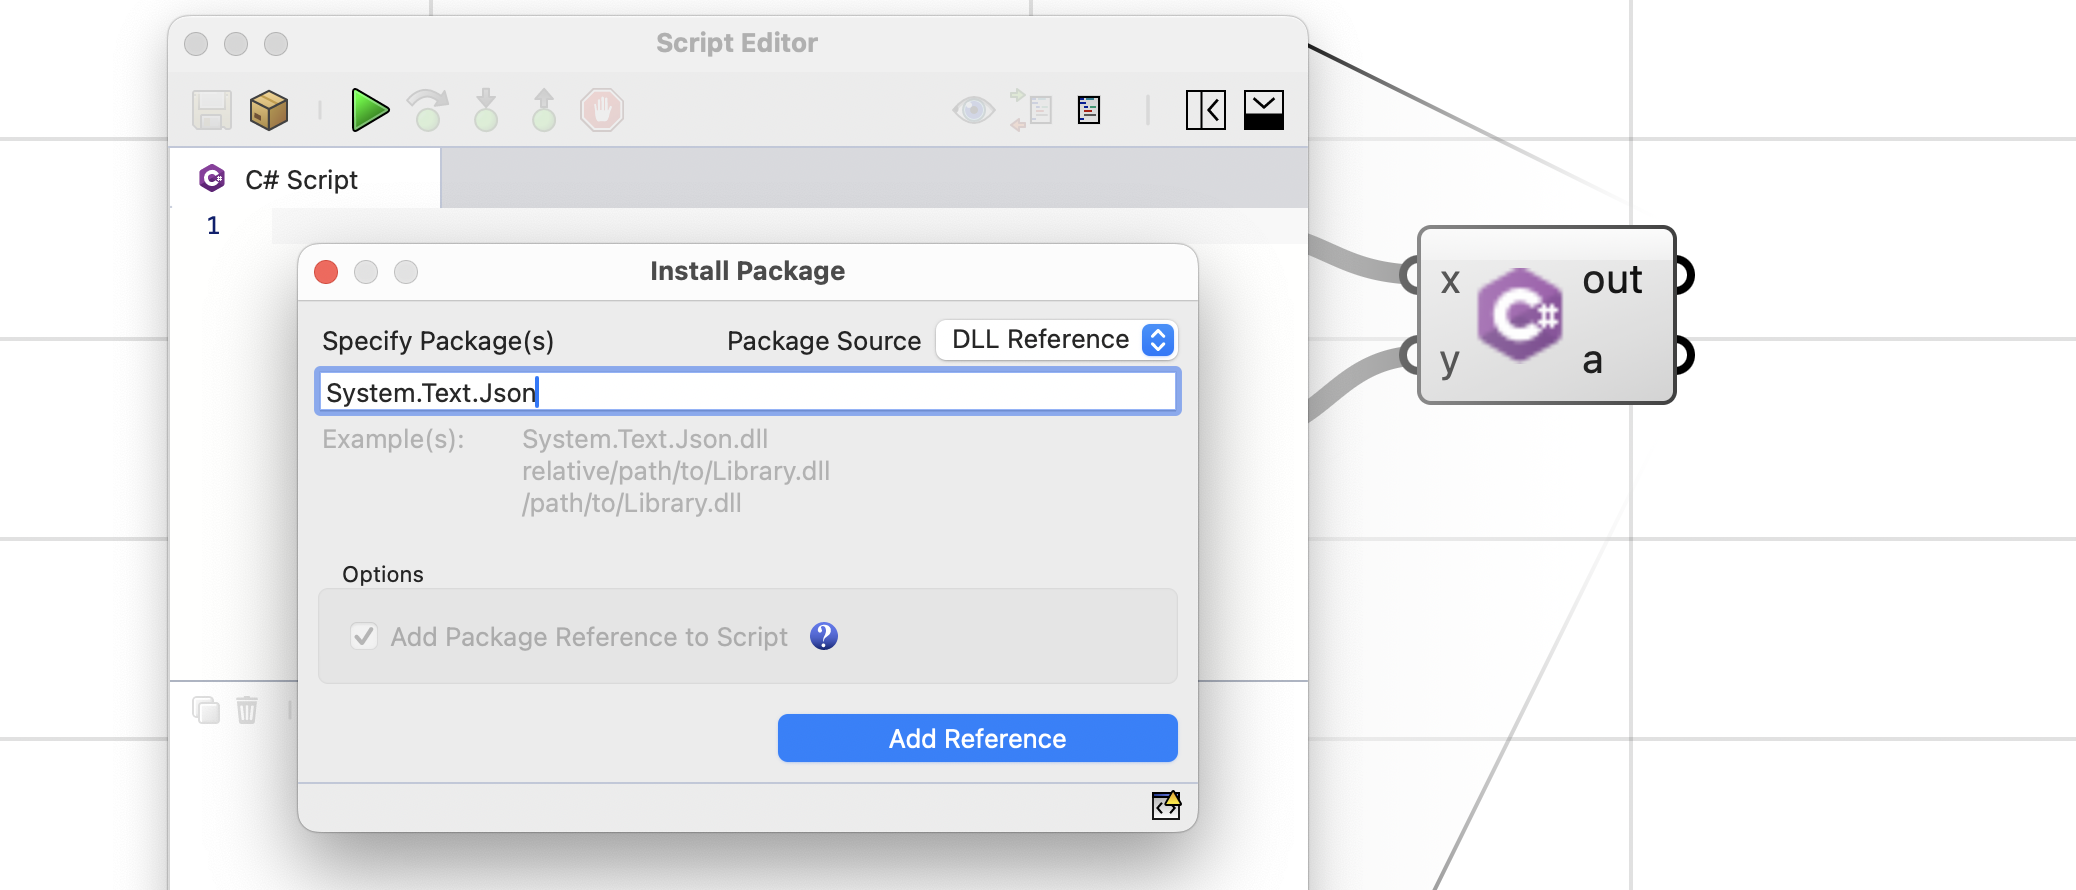 Script Editor
C# Script
1
Install Package
Specify Package(s)
Package Source
DLL Reference
System.Text.Json
Example(s):
System.Text.Json.dll
relative/path/to/Library.dll
/path/to/Library.dll
Options
Add Package Reference to Script
Add Reference
x
out
y
a